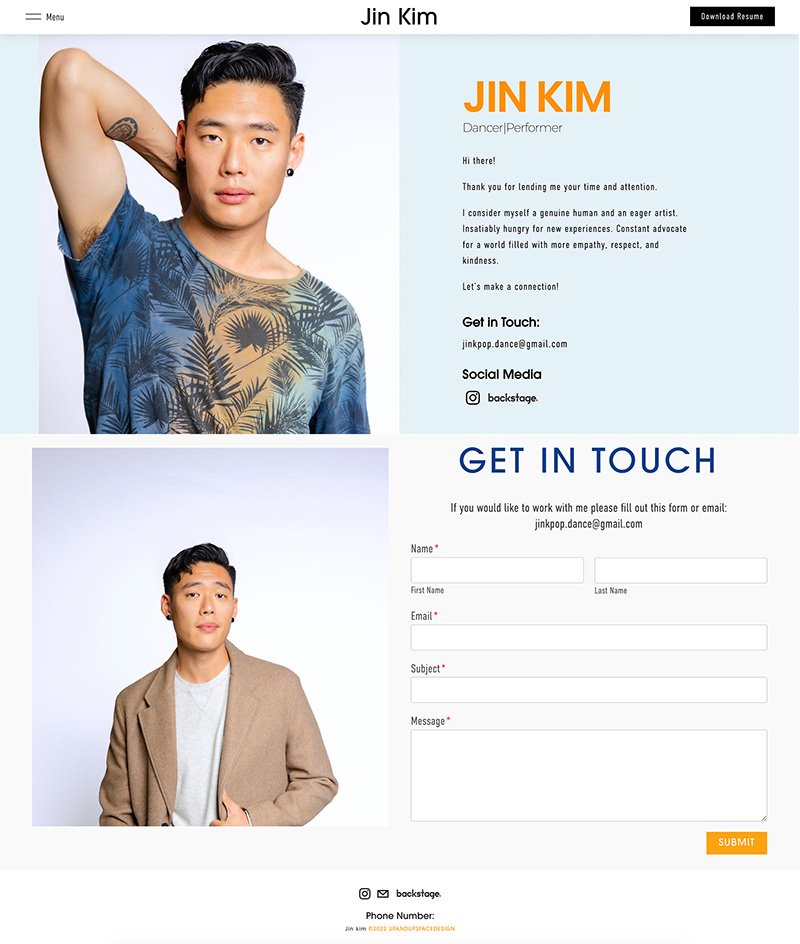 Menu
Jin Kim
Download Resume
JIN KIM
Dancer|Performer
Hi there!
Thank you for lending me your time and attention.
I consider myself a genuine human and an eager artist.
Insatiably hungry for new experiences. Constant advocate
for a world filled with more empathy, respect, and
kindness.
Let's make a connection!
Get in Touch:
jinkpop.dance@gmail.com
Social Media
backstage.
GET IN TOUCH
If you would like to work with me please fill out this form or email:
jinkpop.dance@gmail.com
Name *
First Name
Last Name
Email *
Subject *
Message *
SUBMIT
backstage.
Phone Number:
Jin kim ©2022 UPANDUPSPACEDESIGN